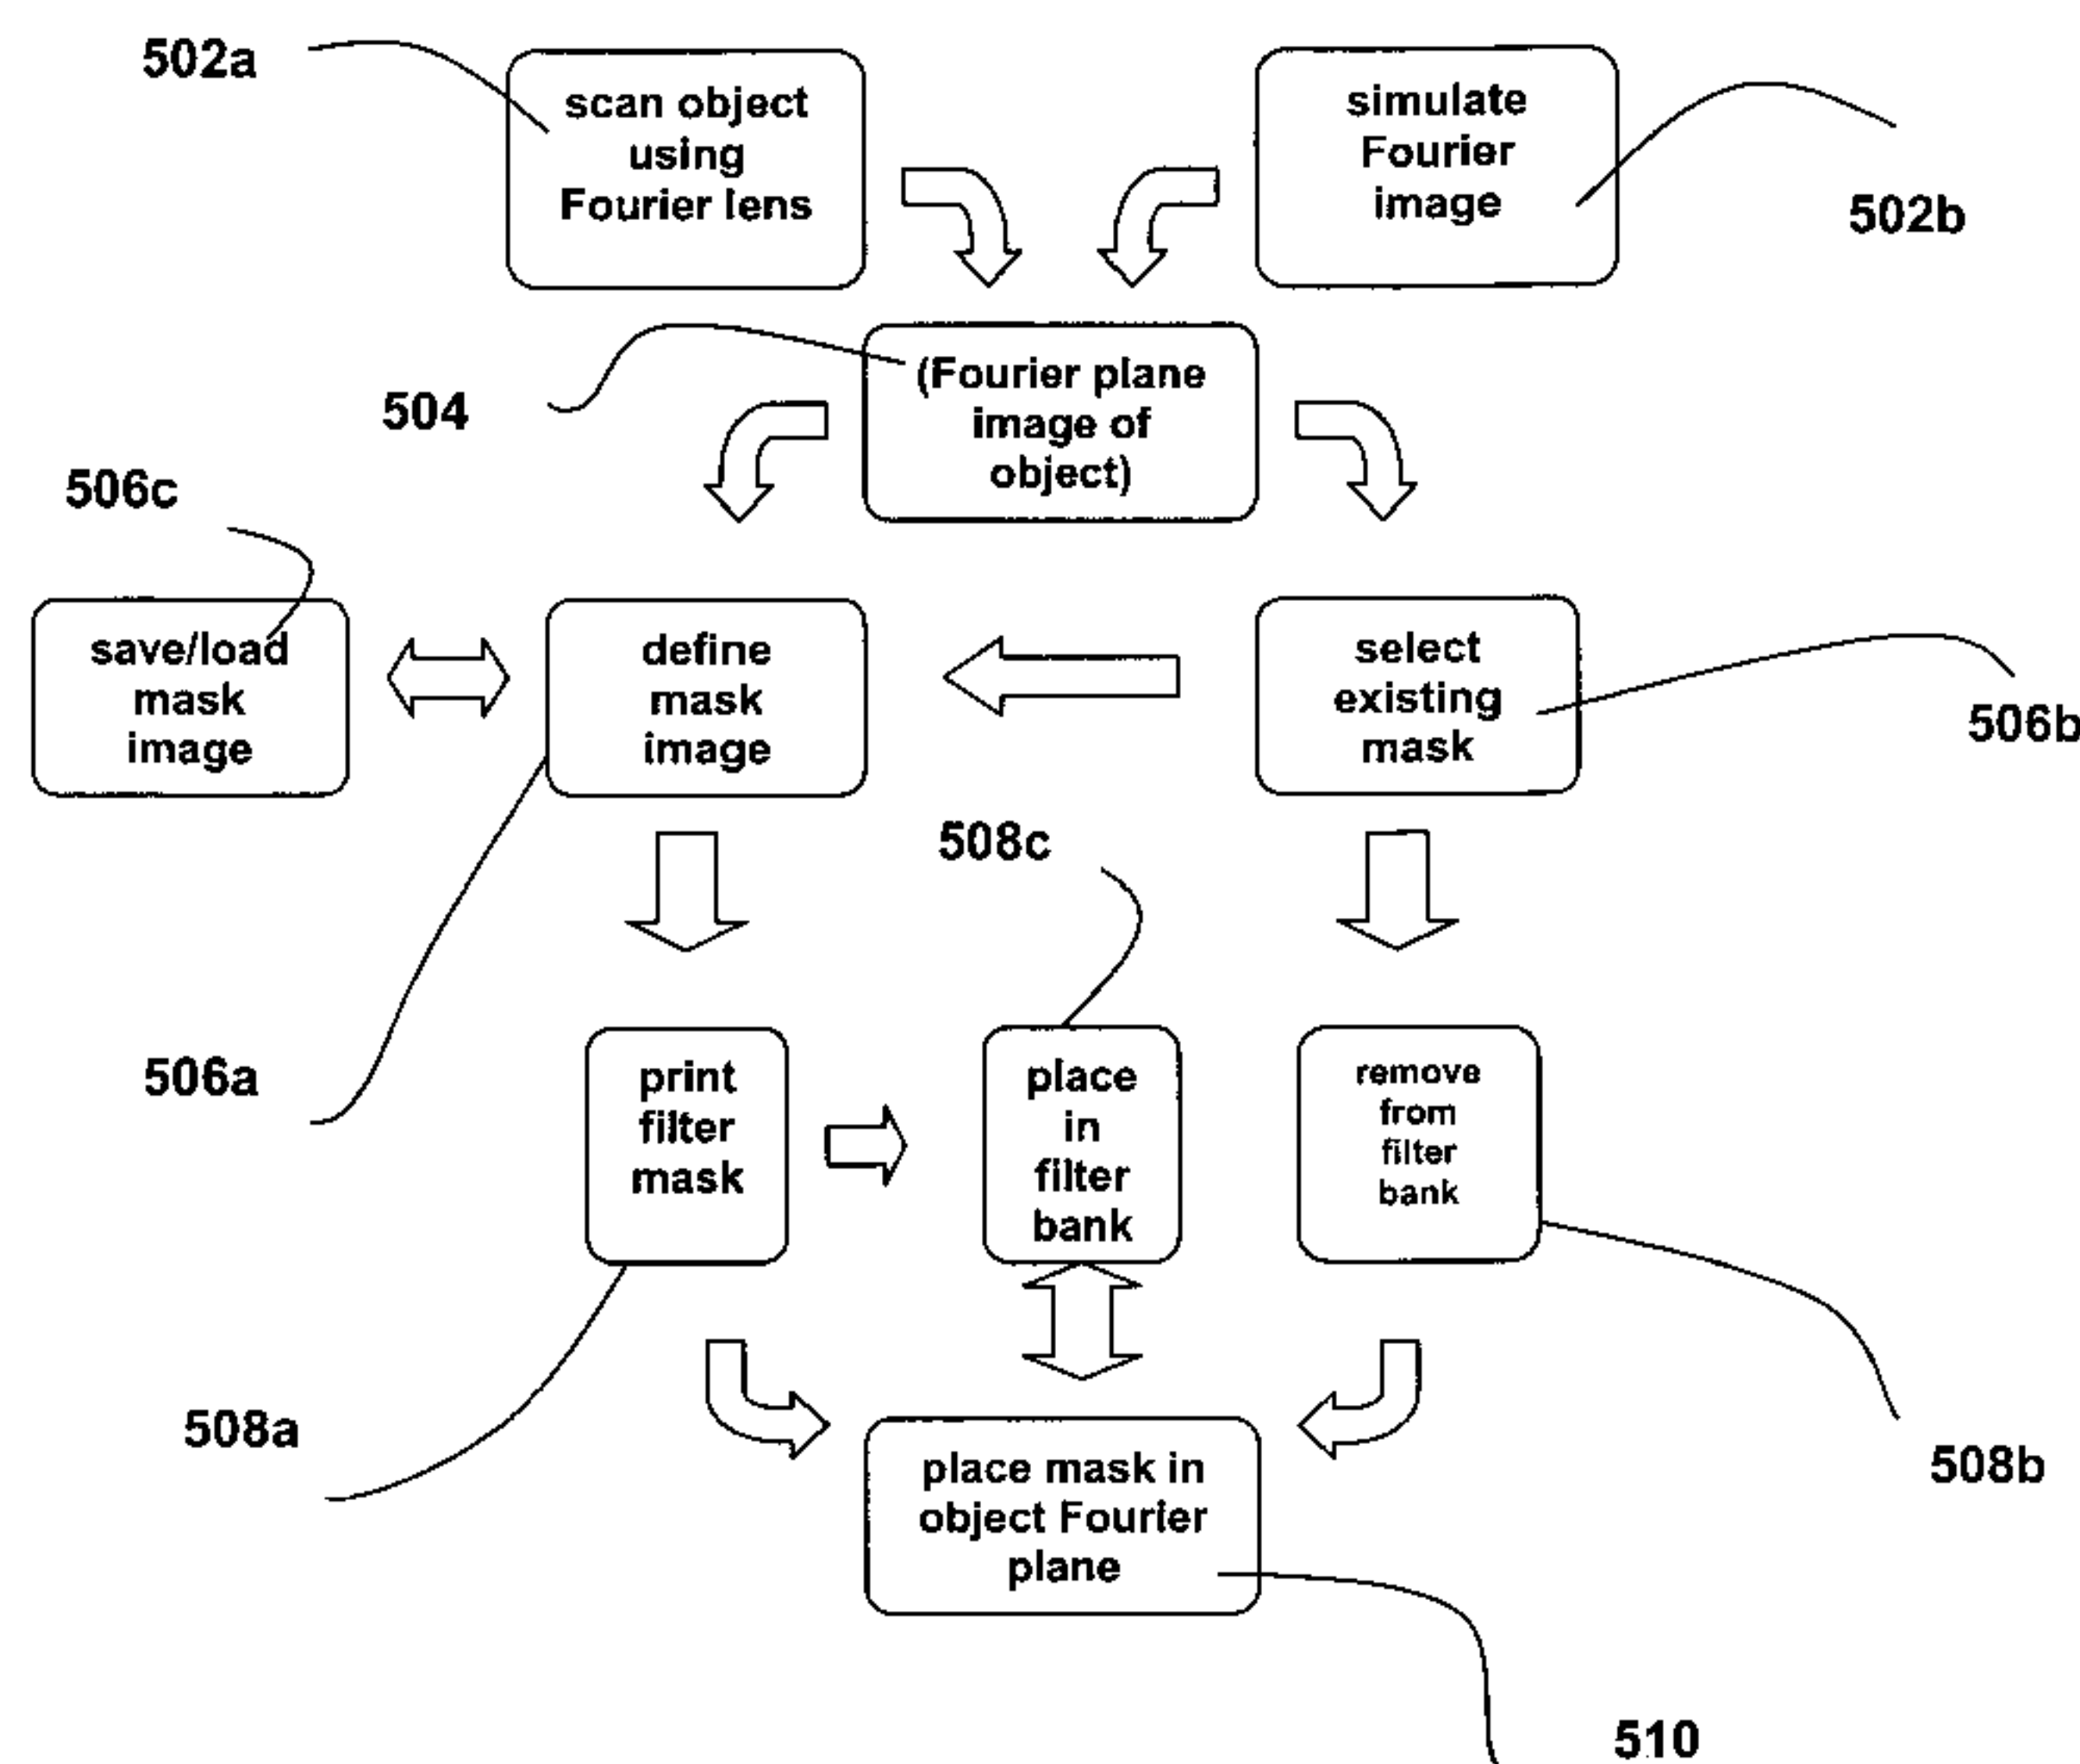 502a
scan object
using
Fourier lens
simulate
Fourier
image
502b
504
(Fourier plane
image of
object)
506c
save/load
mask
image
define
mask
image
select
existing
mask
506b
508c
506a
print
filter
mask
place
in
filter
bank
remove
from
filter
bank
508a
508b
place mask in
object Fourier
plane
510